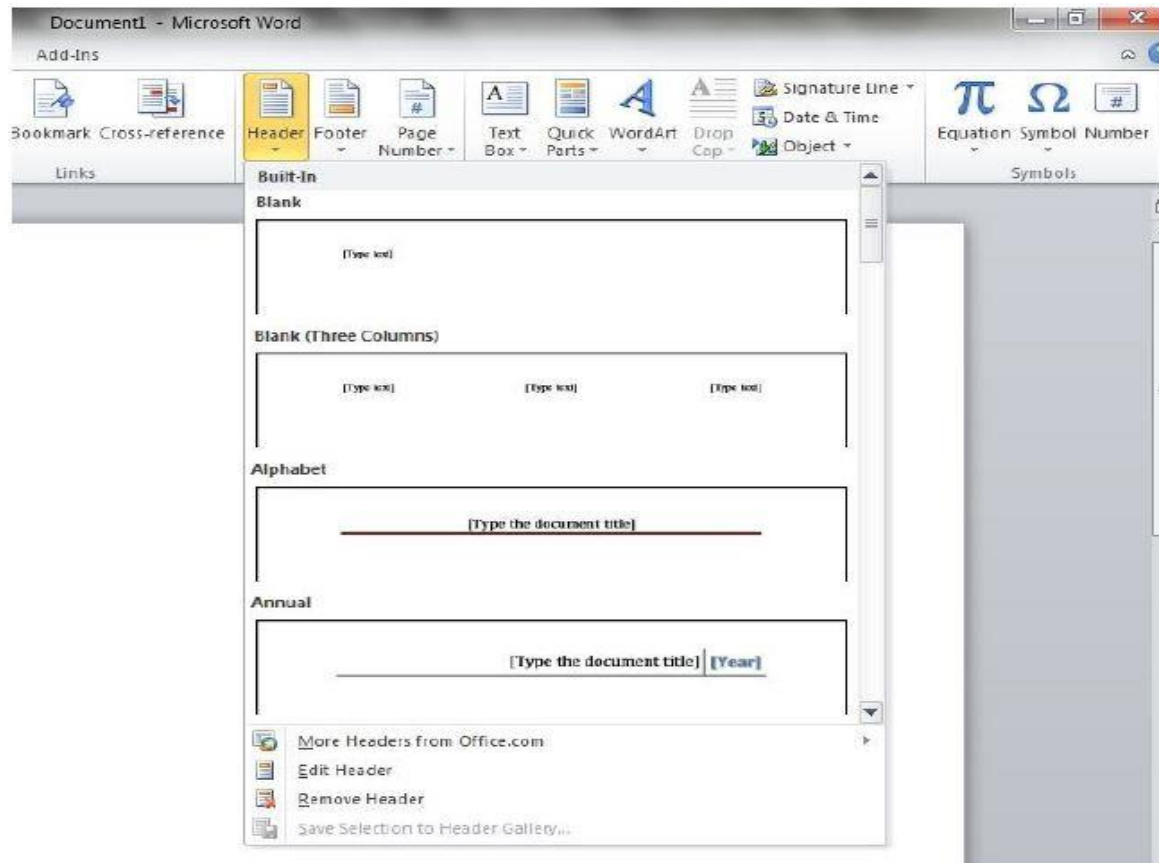 Document1 - Microsoft Word
Add-Ins
Bookmark Cross-reference
Header Footer Page Number
Text Box Quick Parts WordArt Drop Cap
Signature Line
Date & Time
Object
Equation Symbol Number
Links
Symbols
Built-In
Blank
[Type text]
Blank (Three Columns)
[Type text] [Type text] [Type text]
Alphabet
[Type the document title]
Annual
[Type the document title] [Year]
More Headers from Office.com
Edit Header
Remove Header
Save Selection to Header Gallery...